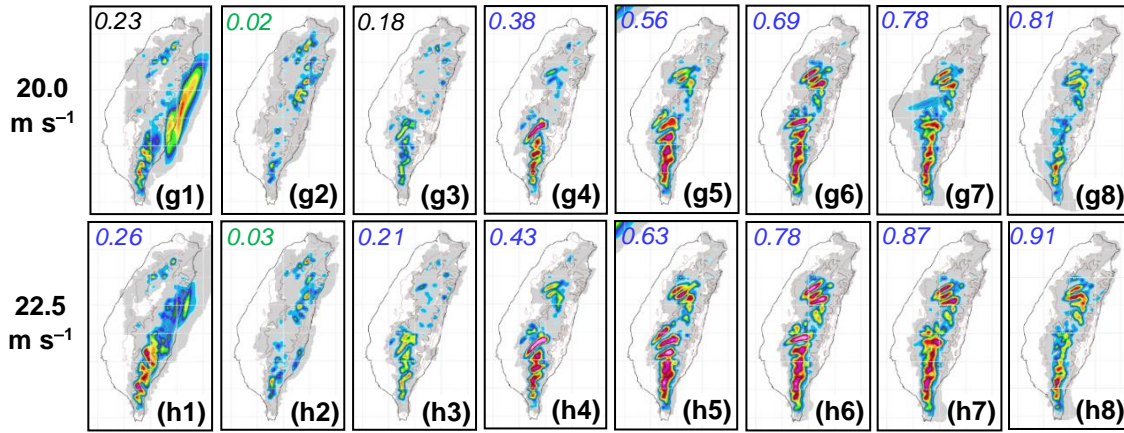 0.23 0.02 0.18 0.38 0.56 0.69 0.78 0.81
20.0
m s⁻¹
(g1) (g2) (g3) (g4) (g5) (g6) (g7) (g8)
0.26 0.03 0.21 0.43 0.63 0.78 0.87 0.91
22.5
m s⁻¹
(h1) (h2) (h3) (h4) (h5) (h6) (h7) (h8)